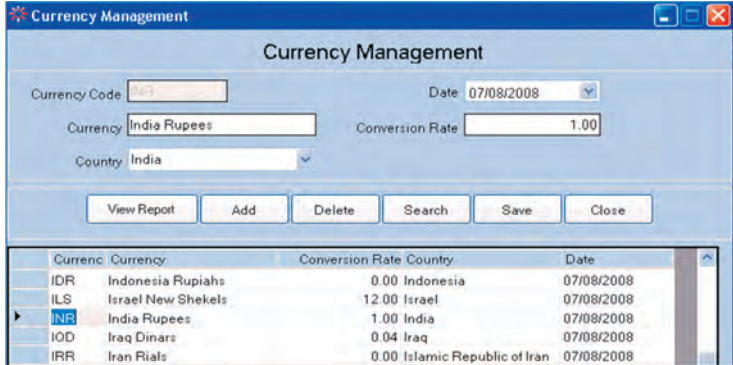 Currency Management
Currency Management
Currency Code INR Date 07/08/2008
Currency India Rupees Conversion Rate 1.00
Country India
View Report Add Delete Search Save Close
Currenc Currency Conversion Rate Country Date
IDR Indonesia Rupiahs 0.00 Indonesia 07/08/2008
ILS Israel New Shekels 12.00 Israel 07/08/2008
INR India Rupees 1.00 India 07/08/2008
IOD Iraq Dinars 0.04 Iraq 07/08/2008
IRR Iran Rials 0.00 Islamic Republic of Iran 07/08/2008